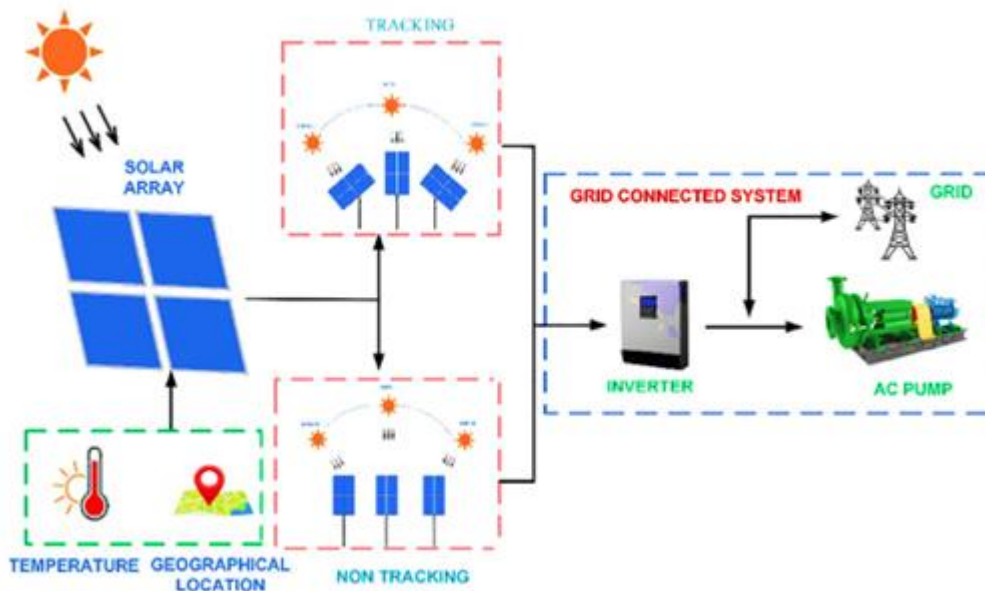 TRACKING
SOLAR
ARRAY
GRID CONNECTED SYSTEM
GRID
INVERTER
AC PUMP
TEMPERATURE
GEOGRAPHICAL
LOCATION
NON TRACKING